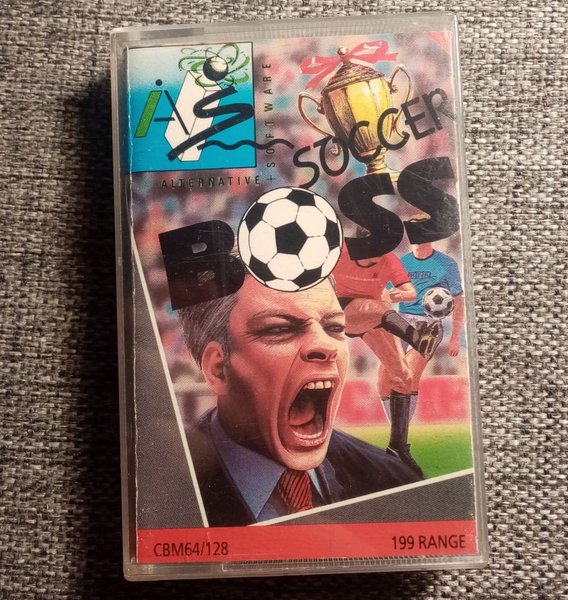 iAS
ALTERNATIVE +
SOFTWARE
SOCCER
BOSS
CBM64/128
199 RANGE